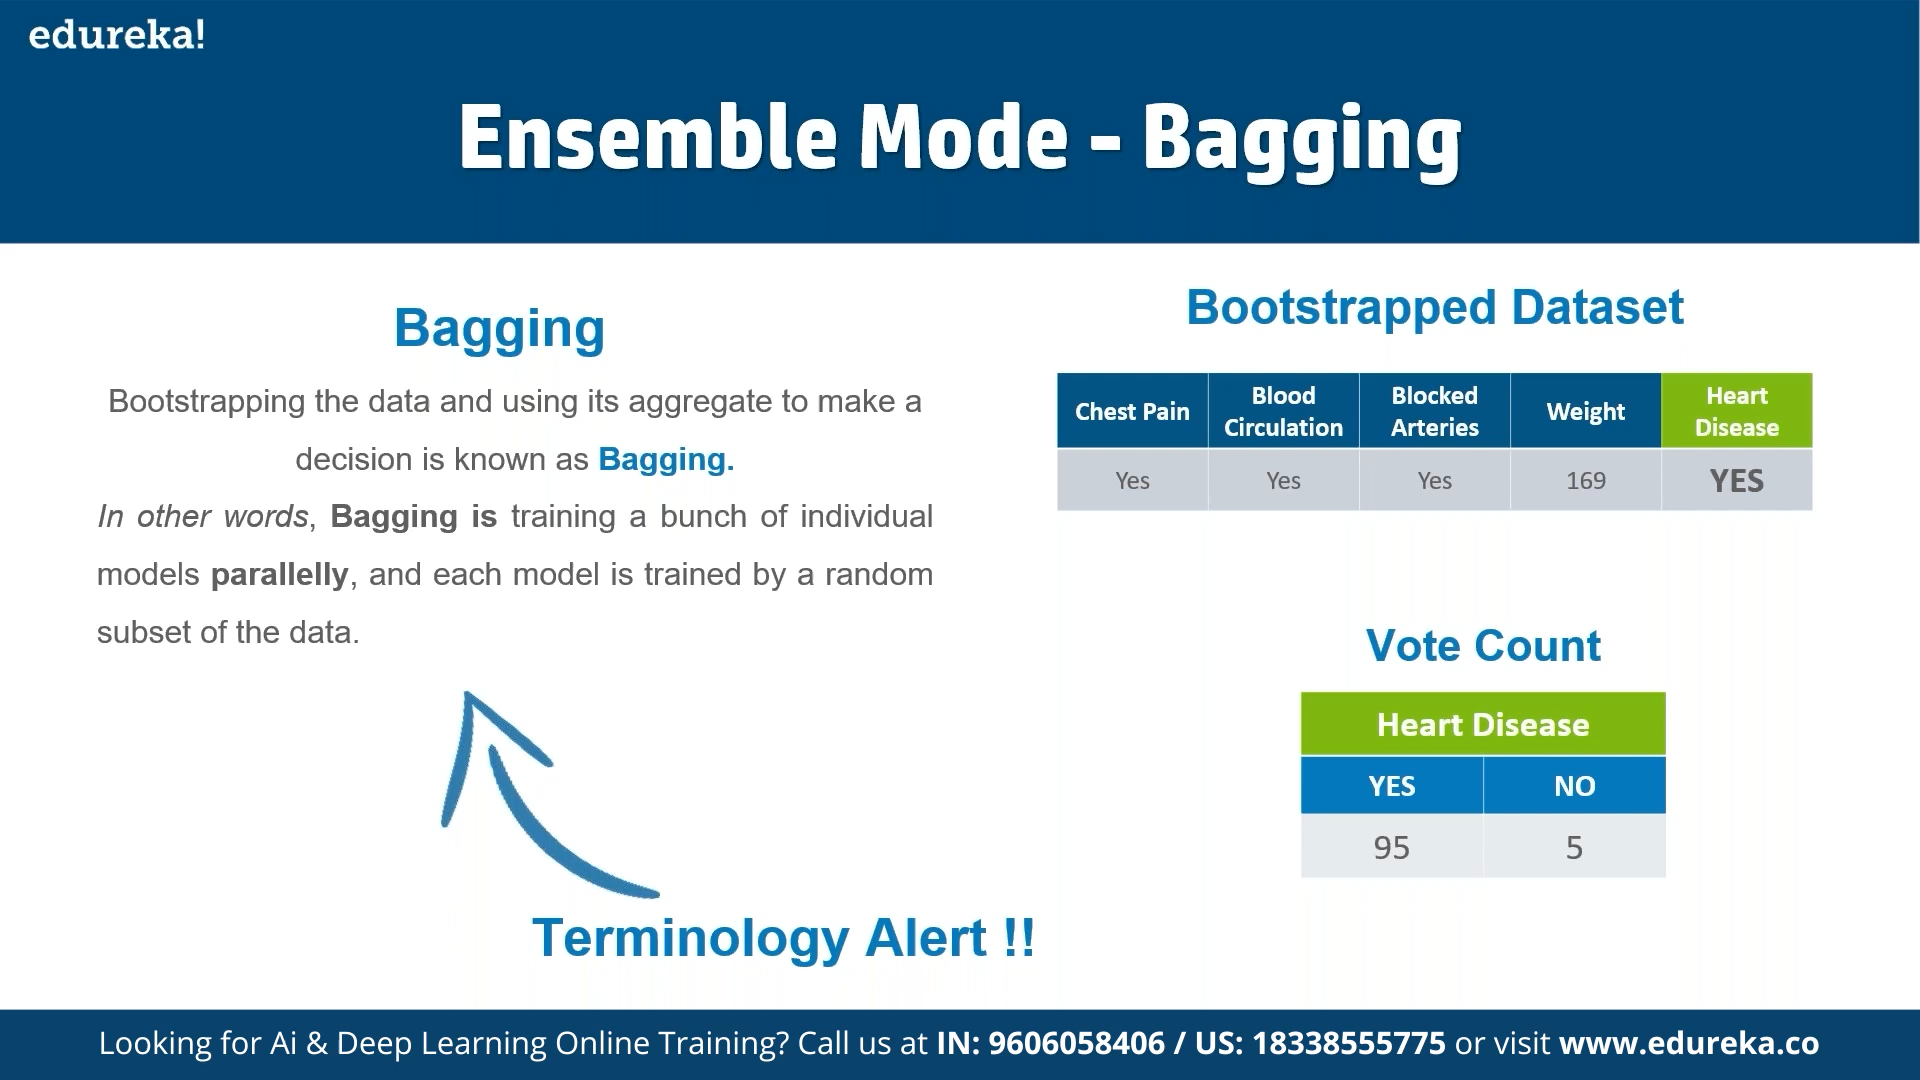 edureka!
Ensemble Mode - Bagging
Bagging
Bootstrapping the data and using its aggregate to make a
decision is known as Bagging.
In other words, Bagging is training a bunch of individual
models parallelly, and each model is trained by a random
subset of the data.
Terminology Alert !!
Bootstrapped Dataset
Chest Pain Blood Circulation Blocked Arteries Weight Heart Disease
Yes Yes Yes 169 YES
Vote Count
Heart Disease
YES NO
95 5
Looking for Ai & Deep Learning Online Training? Call us at IN: 9606058406 / US: 18338555775 or visit www.edureka.co